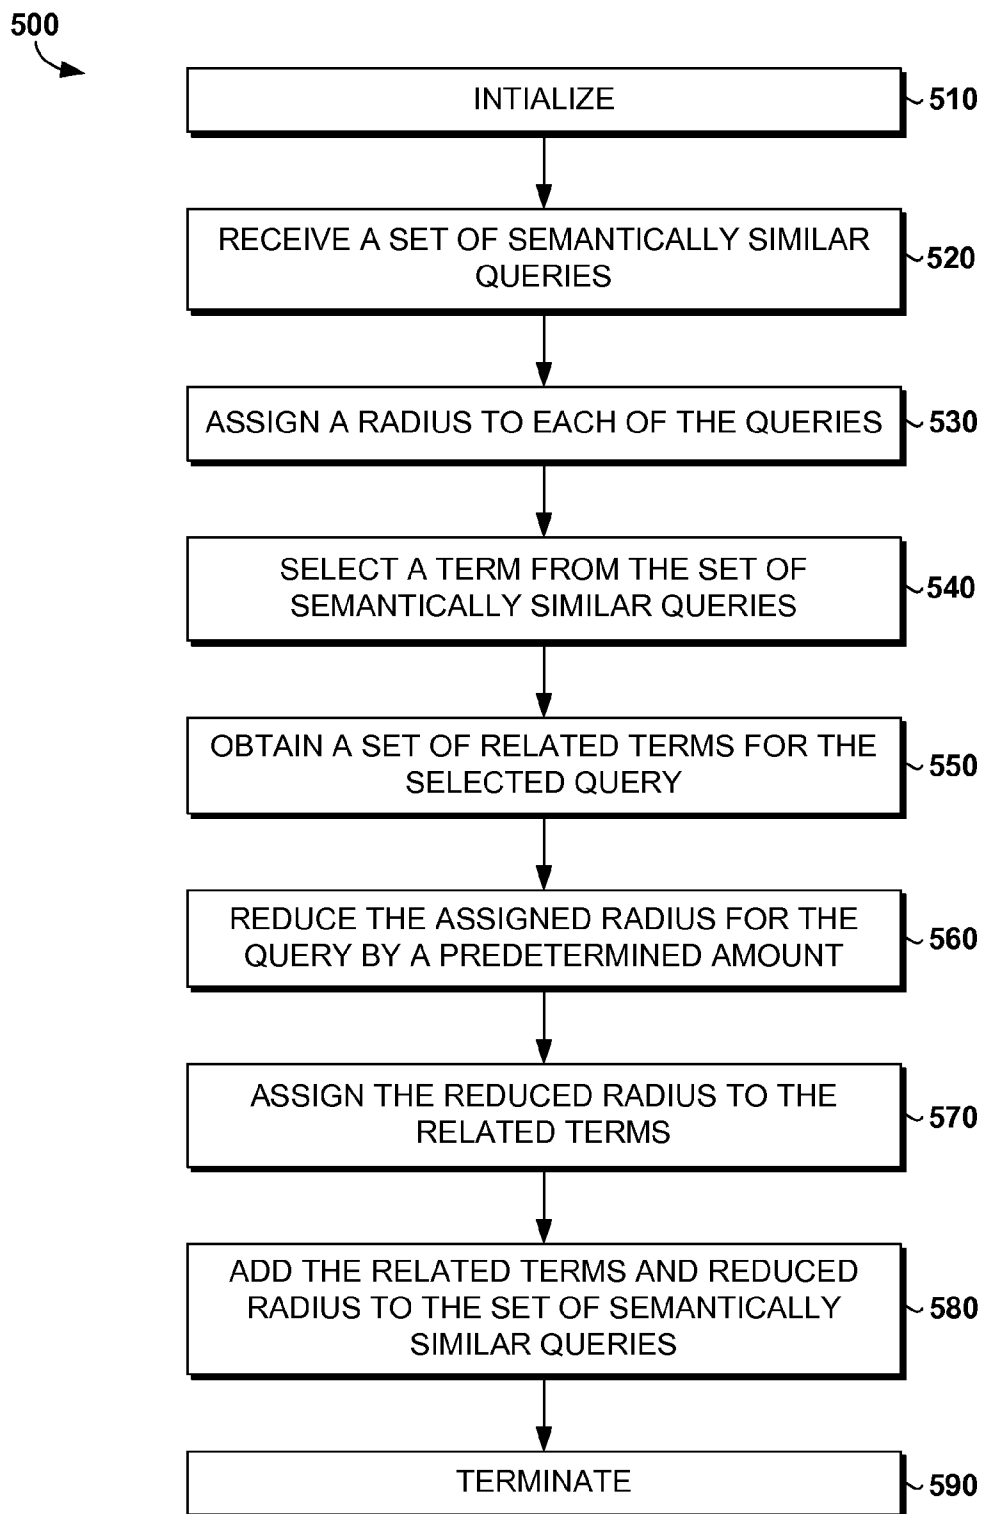 500
INTIALIZE
510
RECEIVE A SET OF SEMANTICALLY SIMILAR
QUERIES
520
ASSIGN A RADIUS TO EACH OF THE QUERIES
530
SELECT A TERM FROM THE SET OF
SEMANTICALLY SIMILAR QUERIES
540
OBTAIN A SET OF RELATED TERMS FOR THE
SELECTED QUERY
550
REDUCE THE ASSIGNED RADIUS FOR THE
QUERY BY A PREDETERMINED AMOUNT
560
ASSIGN THE REDUCED RADIUS TO THE
RELATED TERMS
570
ADD THE RELATED TERMS AND REDUCED
RADIUS TO THE SET OF SEMANTICALLY
SIMILAR QUERIES
580
TERMINATE
590